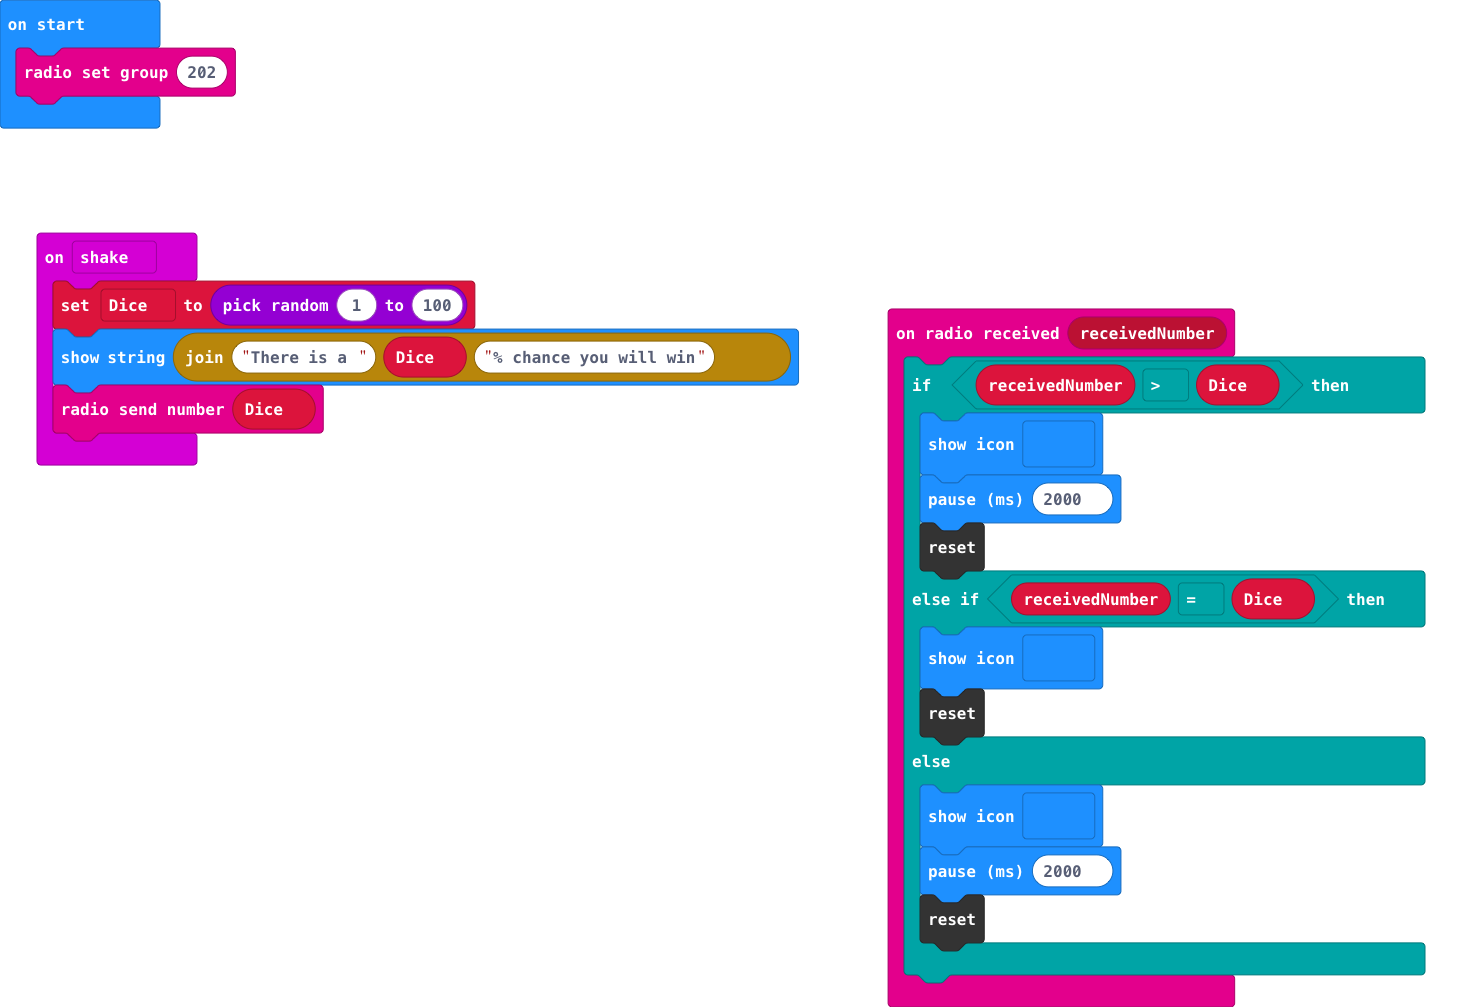 on start
radio set group 202
on shake
set Dice to pick random 1 to 100
show string join "There is a " Dice "% chance you will win"
radio send number Dice
on radio received receivedNumber
if receivedNumber > Dice then
show icon
pause (ms) 2000
reset
else if receivedNumber = Dice then
show icon
reset
else
show icon
pause (ms) 2000
reset